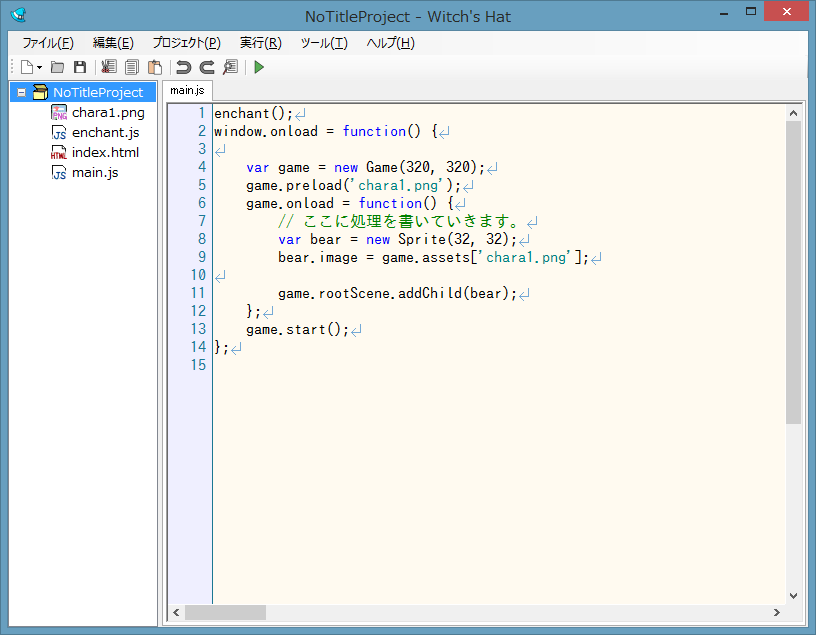 NoTitleProject - Witch's Hat
ファイル(F) 編集(E) プロジェクト(P) 実行(R) ツール(T) ヘルプ(H)
NoTitleProject
PNG chara1.png
JS enchant.js
HTML index.html
JS main.js
main.js
1 enchant();↵
2 window.onload = function() {↵
3 ↵
4     var game = new Game(320, 320);↵
5     game.preload('chara1.png');↵
6     game.onload = function() {↵
7         // ここに処理を書いていきます。↵
8         var bear = new Sprite(32, 32);↵
9         bear.image = game.assets['chara1.png'];↵
10 ↵
11         game.rootScene.addChild(bear);↵
12     };↵
13     game.start();↵
14 };↵
15